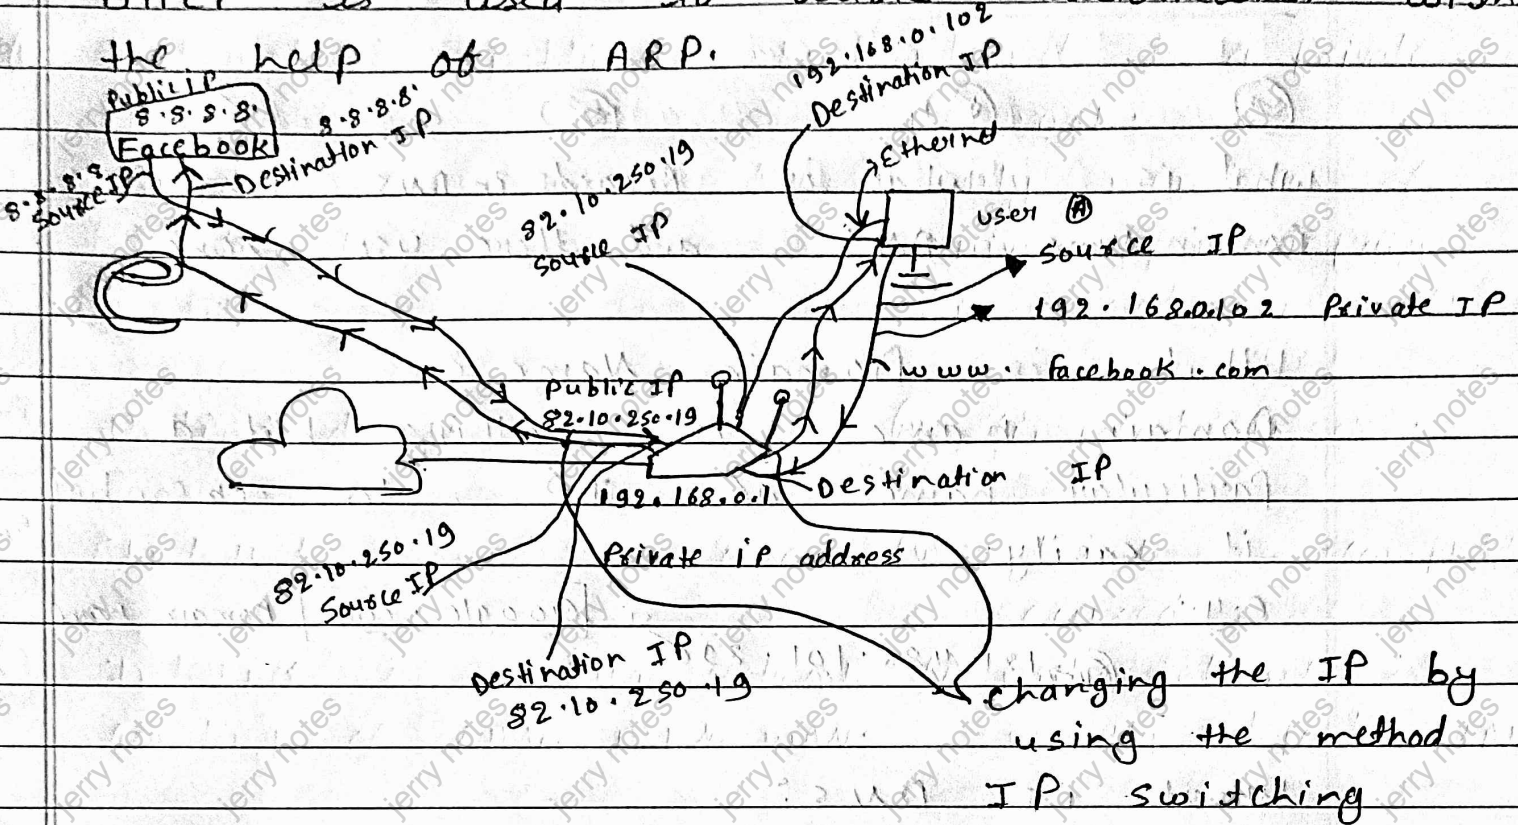 the help of ARP.
192.168.0.102
Destination IP
Public IP
8.8.8.8.
Facebook
8.8.8.8.
Destination IP
8.8.8.8
Source IP
Ethernet
82.10.250.19
Source IP
user A
Source IP
192.168.0.102 Private IP
www.facebook.com
Public IP
82.10.250.19
Destination IP
192.168.0.1
Private ip address
82.10.250.19
Source IP
Destination IP
82.10.250.19
changing the IP by
using the method
IP. switching
jerry notes